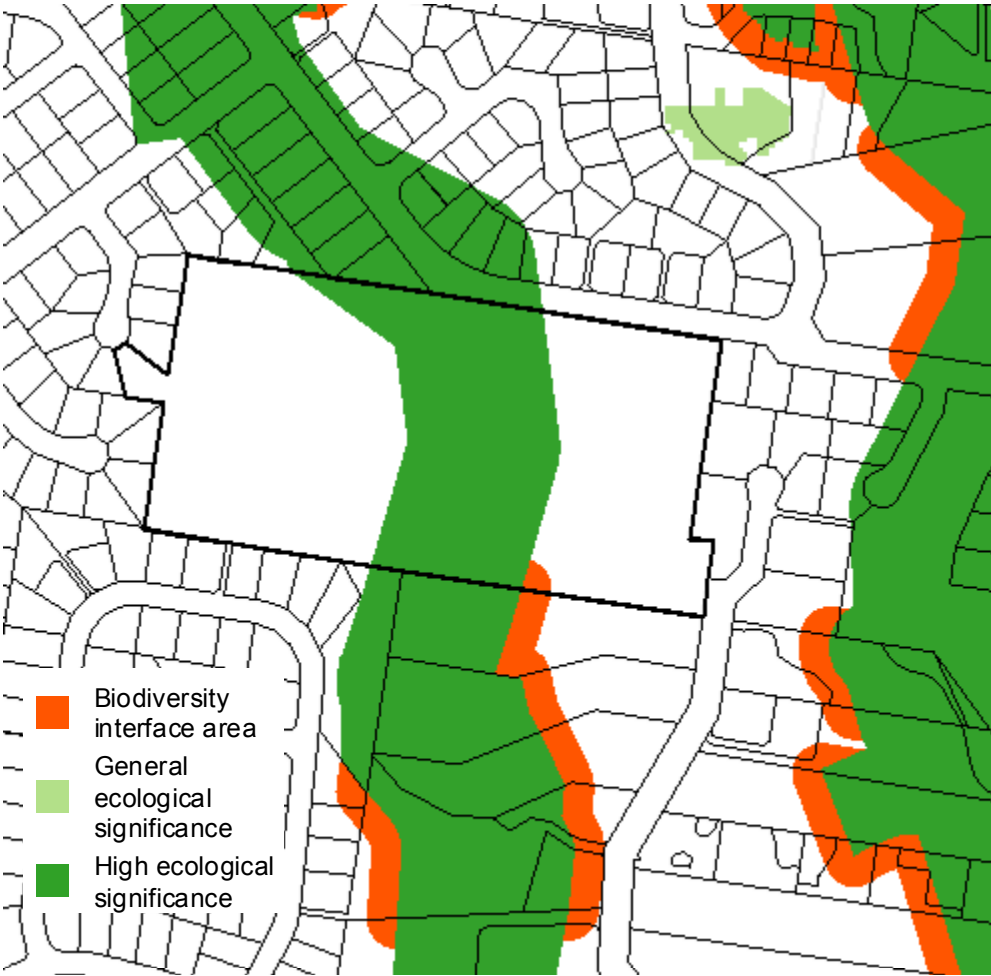 Biodiversity
interface area
General
ecological
significance
High ecological
significance